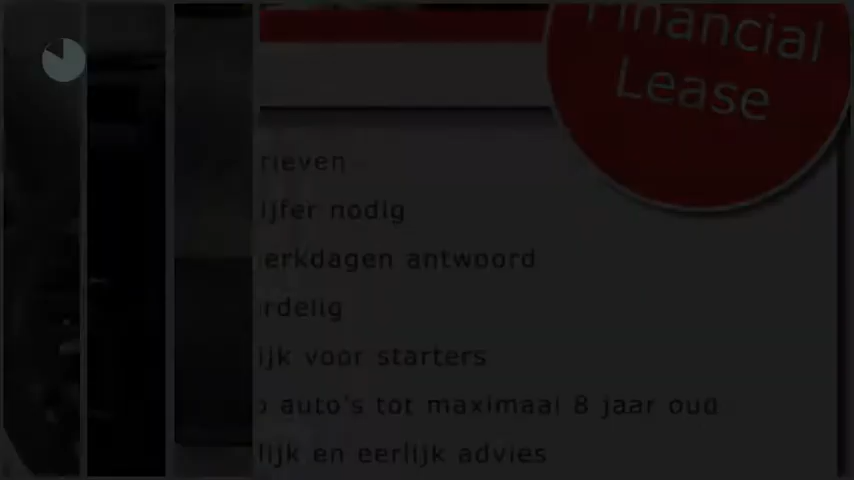 Financial
Lease
rieven
ijfer nodig
erkdagen antwoord
rdelig
ijk voor starters
auto's tot maximaal 8 jaar oud
lijk en eerlijk advies